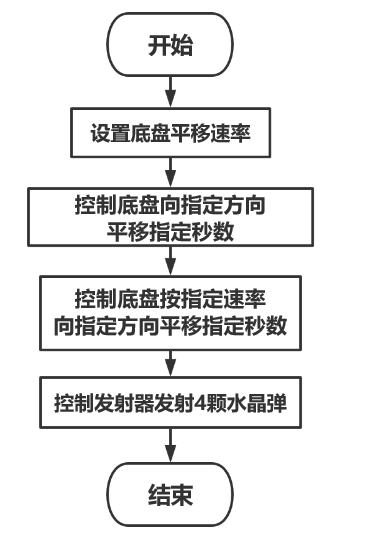 开始
设置底盘平移速率
控制底盘向指定方向
平移指定秒数
控制底盘按指定速率
向指定方向平移指定秒数
控制发射器发射4颗水晶弹
结束